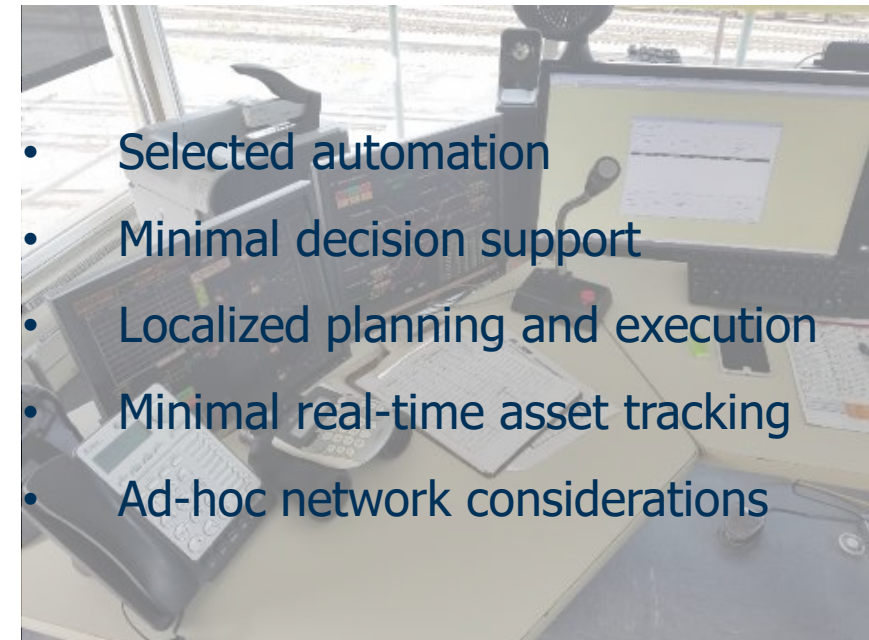 • Selected automation
• Minimal decision support
• Localized planning and execution
• Minimal real-time asset tracking
• Ad-hoc network considerations